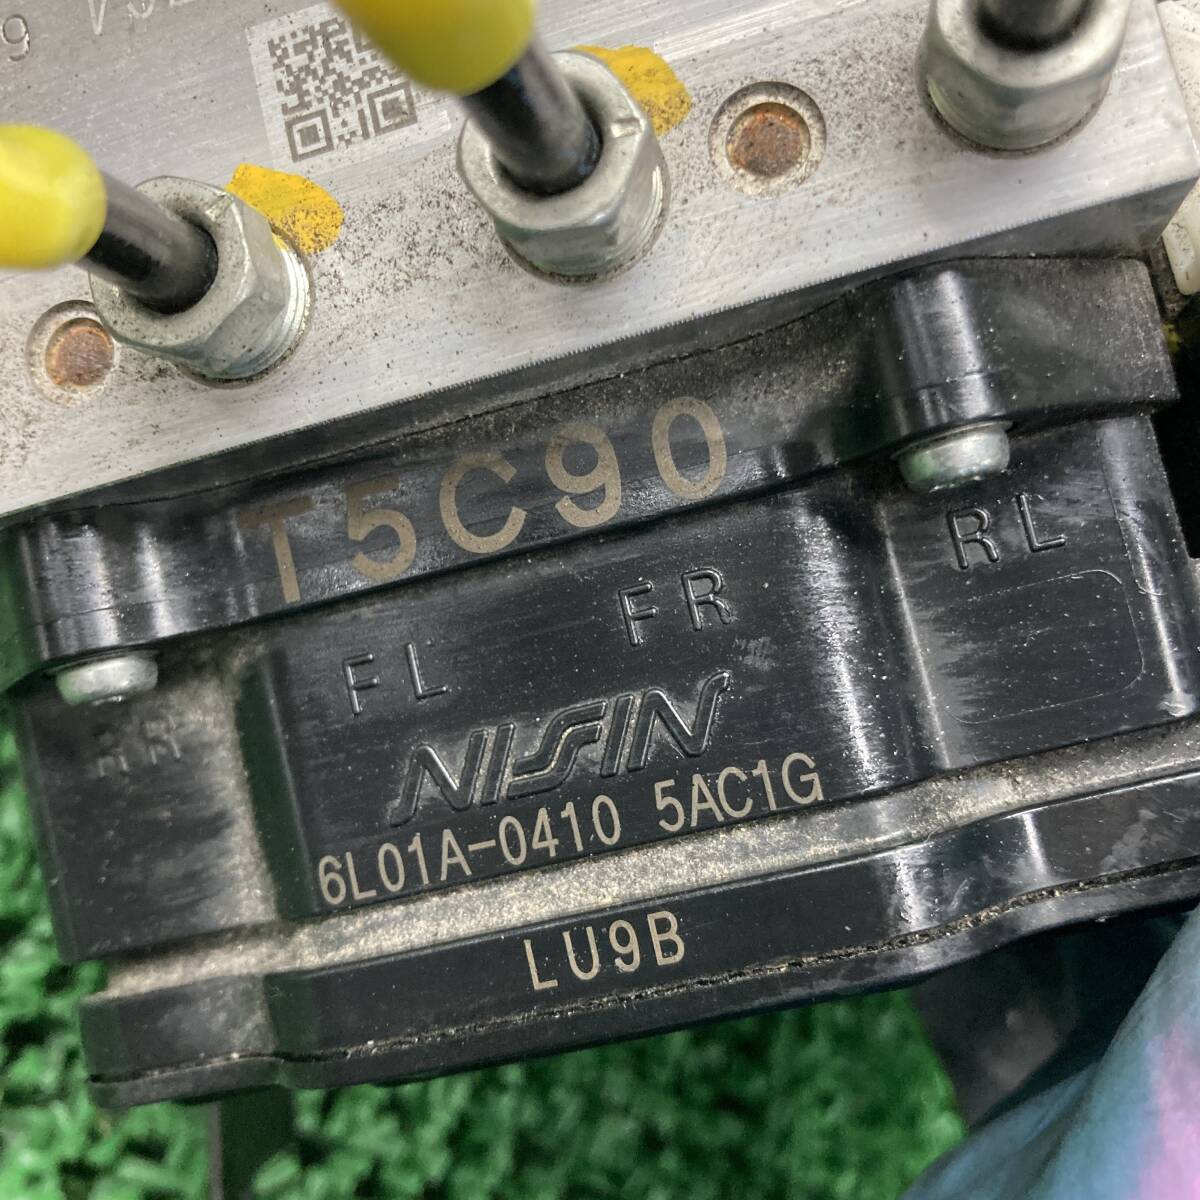 T5C90
RL
FR
FL
RR
NISSIN
6L01A-0410 5AC1G
LU9B